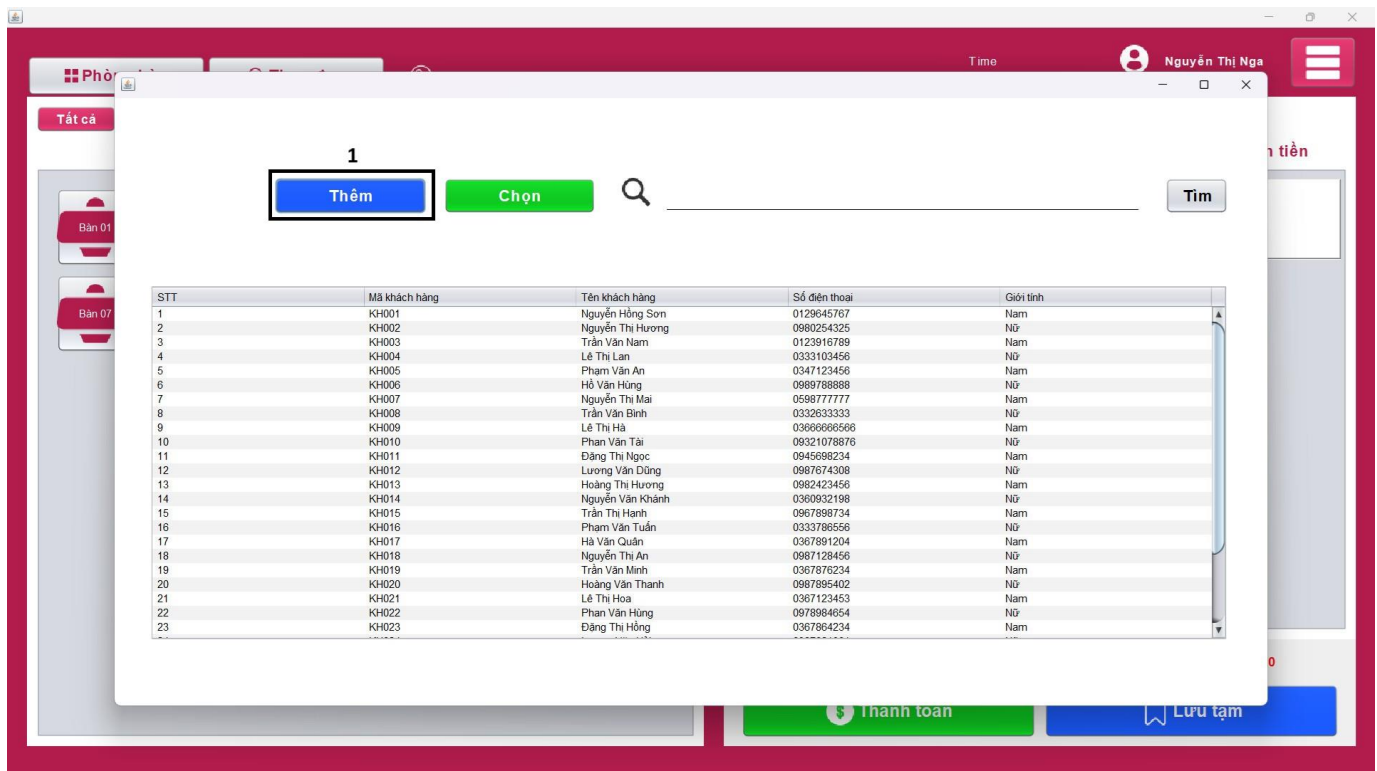 Time
Nguyễn Thị Nga
Tất cả
1
Thêm
Chọn
Tìm
n tiền
Bàn 01
Bàn 07
STT Mã khách hàng Tên khách hàng Số điện thoại Giới tính
1 KH001 Nguyễn Hồng Sơn 0129645767 Nam
2 KH002 Nguyễn Thị Hương 0980254325 Nữ
3 KH003 Trần Văn Nam 0123916789 Nam
4 KH004 Lê Thị Lan 0333103456 Nữ
5 KH005 Phạm Văn An 0347123456 Nam
6 KH006 Hồ Văn Hùng 0989788888 Nữ
7 KH007 Nguyễn Thị Mai 0598777777 Nam
8 KH008 Trần Văn Bình 0332633333 Nữ
9 KH009 Lê Thị Hà 03666666566 Nam
10 KH010 Phan Văn Tài 09321078876 Nữ
11 KH011 Đặng Thị Ngọc 0945698234 Nam
12 KH012 Lương Văn Dũng 0987674308 Nữ
13 KH013 Hoàng Thị Hương 0982423456 Nam
14 KH014 Nguyễn Văn Khánh 0360932198 Nữ
15 KH015 Trần Thị Hạnh 0967898734 Nam
16 KH016 Phạm Văn Tuấn 0333786556 Nữ
17 KH017 Hà Văn Quân 0367891204 Nam
18 KH018 Nguyễn Thị An 0987128456 Nữ
19 KH019 Trần Văn Minh 0367876234 Nam
20 KH020 Hoàng Văn Thanh 0987895402 Nữ
21 KH021 Lê Thị Hoa 0367123453 Nam
22 KH022 Phan Văn Hùng 0978984654 Nữ
23 KH023 Đặng Thị Hồng 0367864234 Nam
0
Thanh toán
Lưu tạm